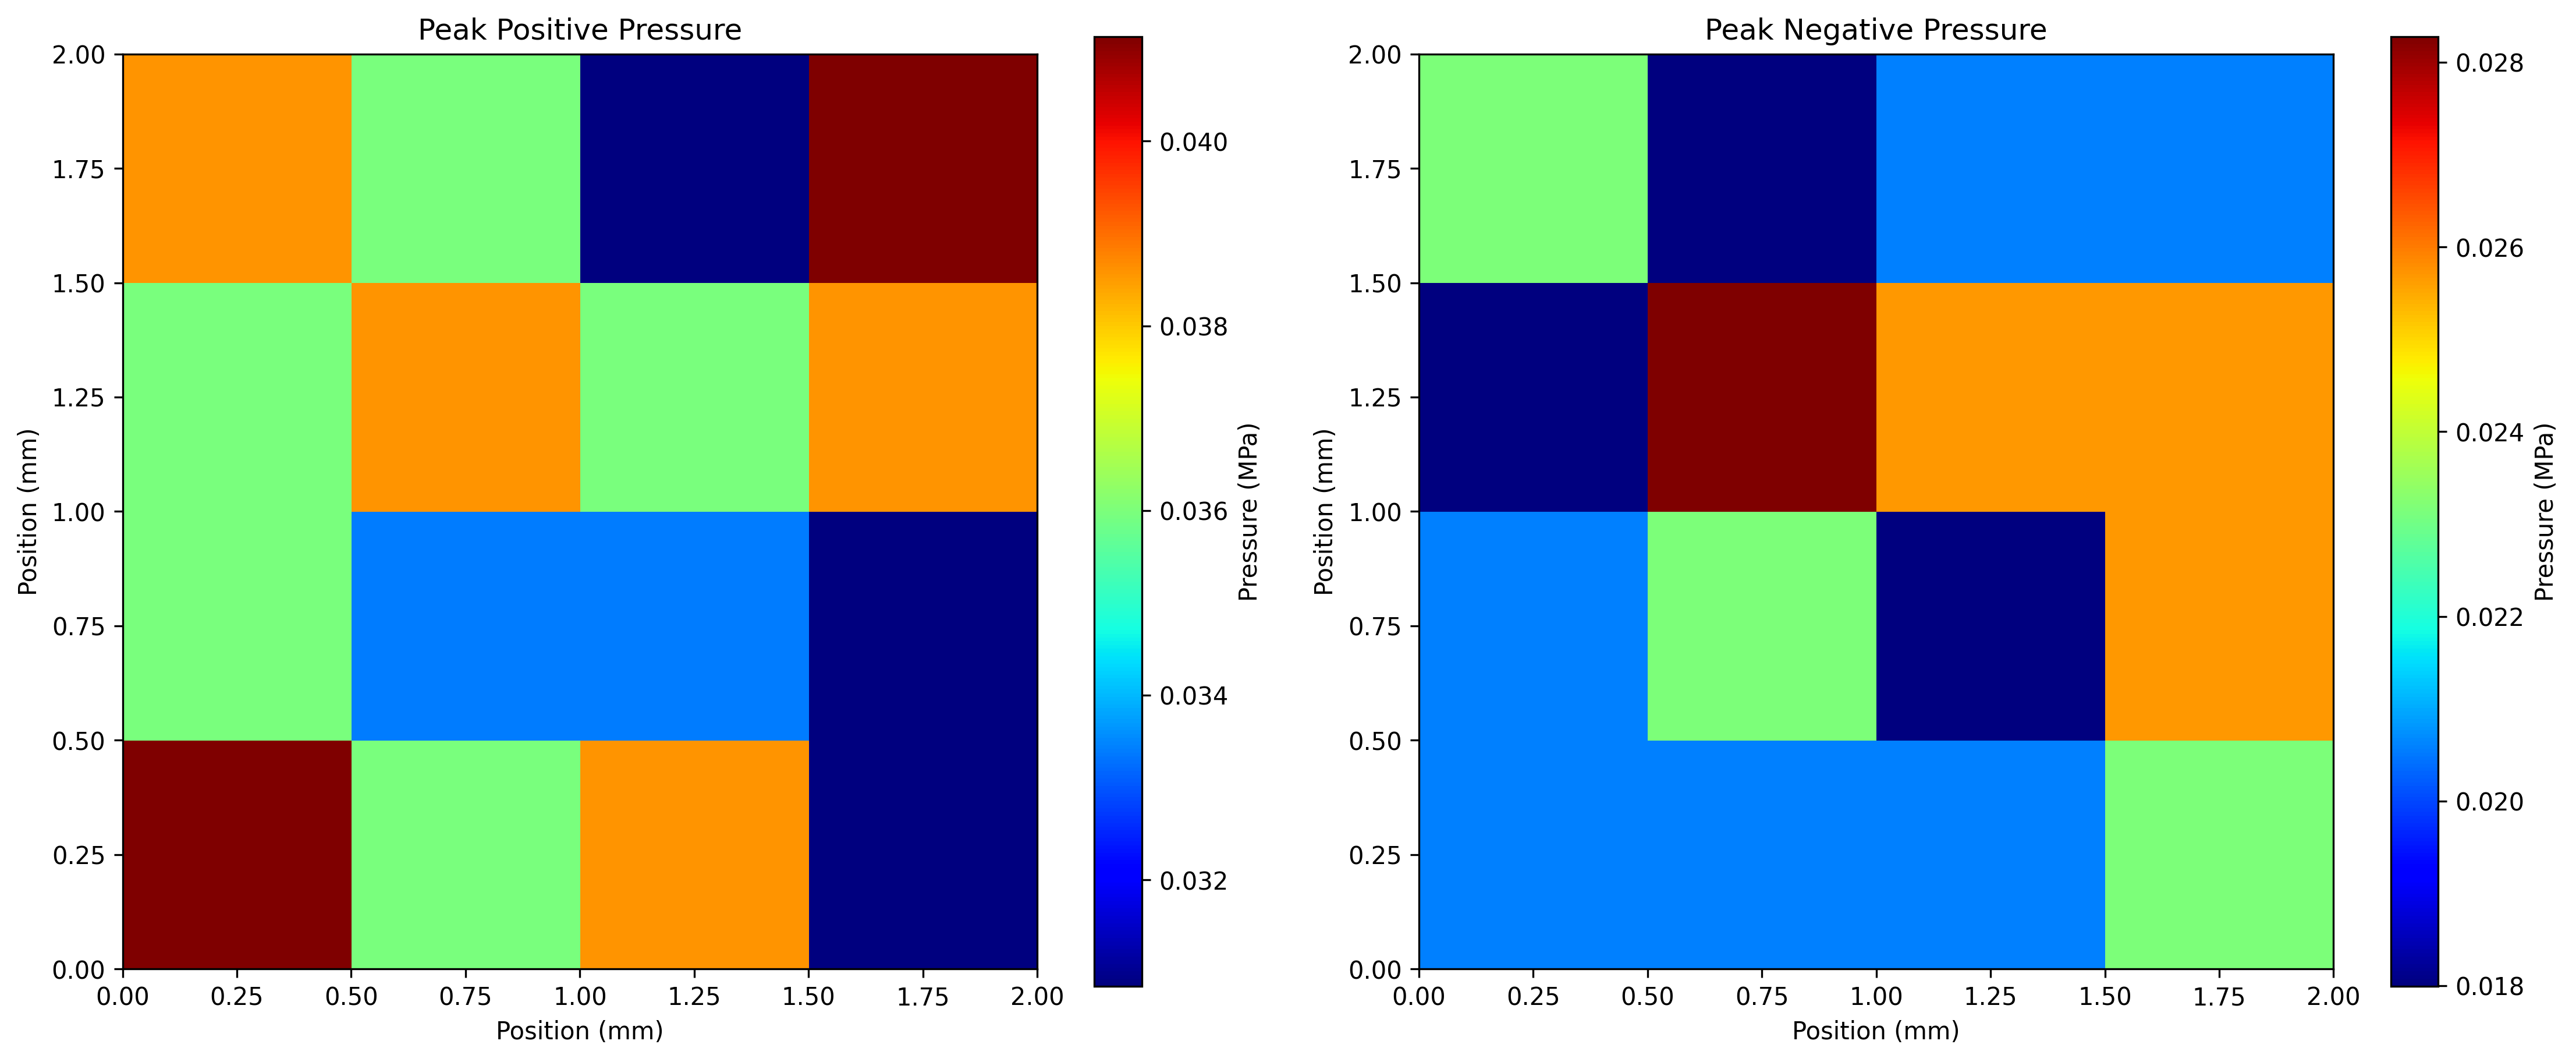 Peak Positive Pressure
2.00
1.75
1.50
1.25
1.00
0.75
0.50
0.25
0.00
Position (mm)
0.00 0.25 0.50 0.75 1.00 1.25 1.50 1.75 2.00
Position (mm)
0.040
0.038
0.036
0.034
0.032
Pressure (MPa)
Peak Negative Pressure
2.00
1.75
1.50
1.25
1.00
0.75
0.50
0.25
0.00
Position (mm)
0.00 0.25 0.50 0.75 1.00 1.25 1.50 1.75 2.00
Position (mm)
0.028
0.026
0.024
0.022
0.020
0.018
Pressure (MPa)